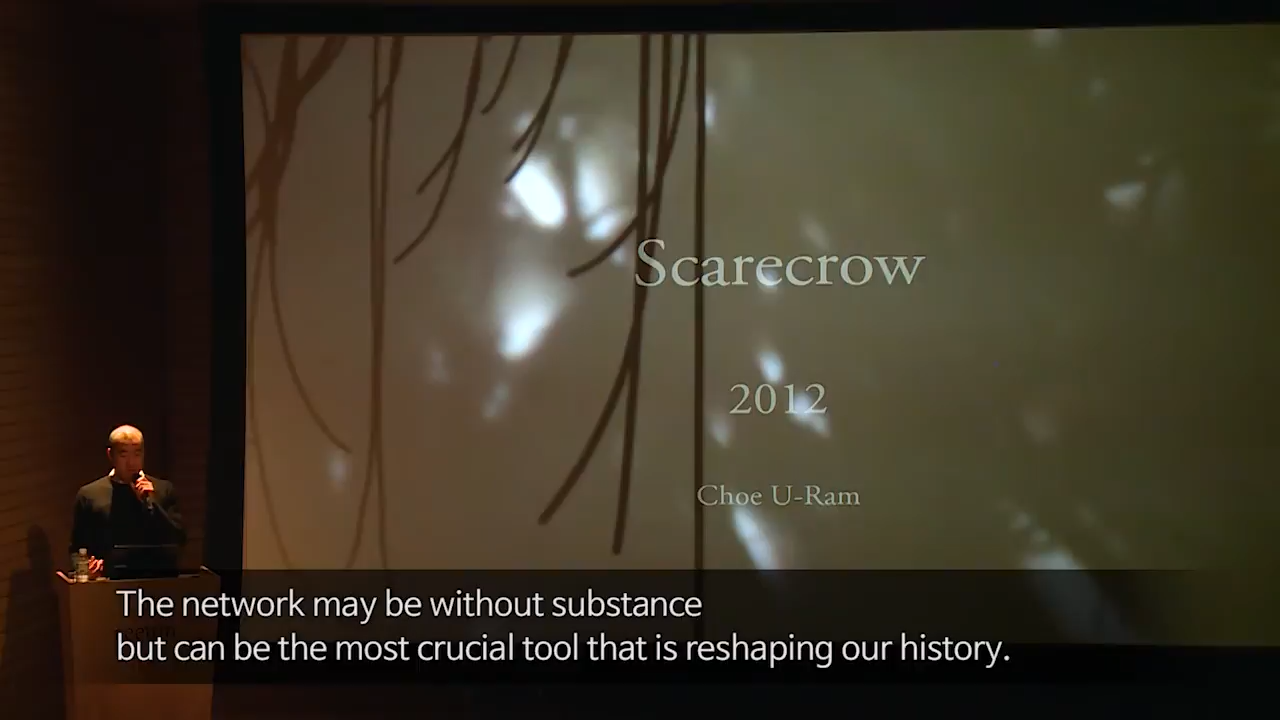 Scarecrow
2012
Choe U-Ram
The network may be without substance
but can be the most crucial tool that is reshaping our history.